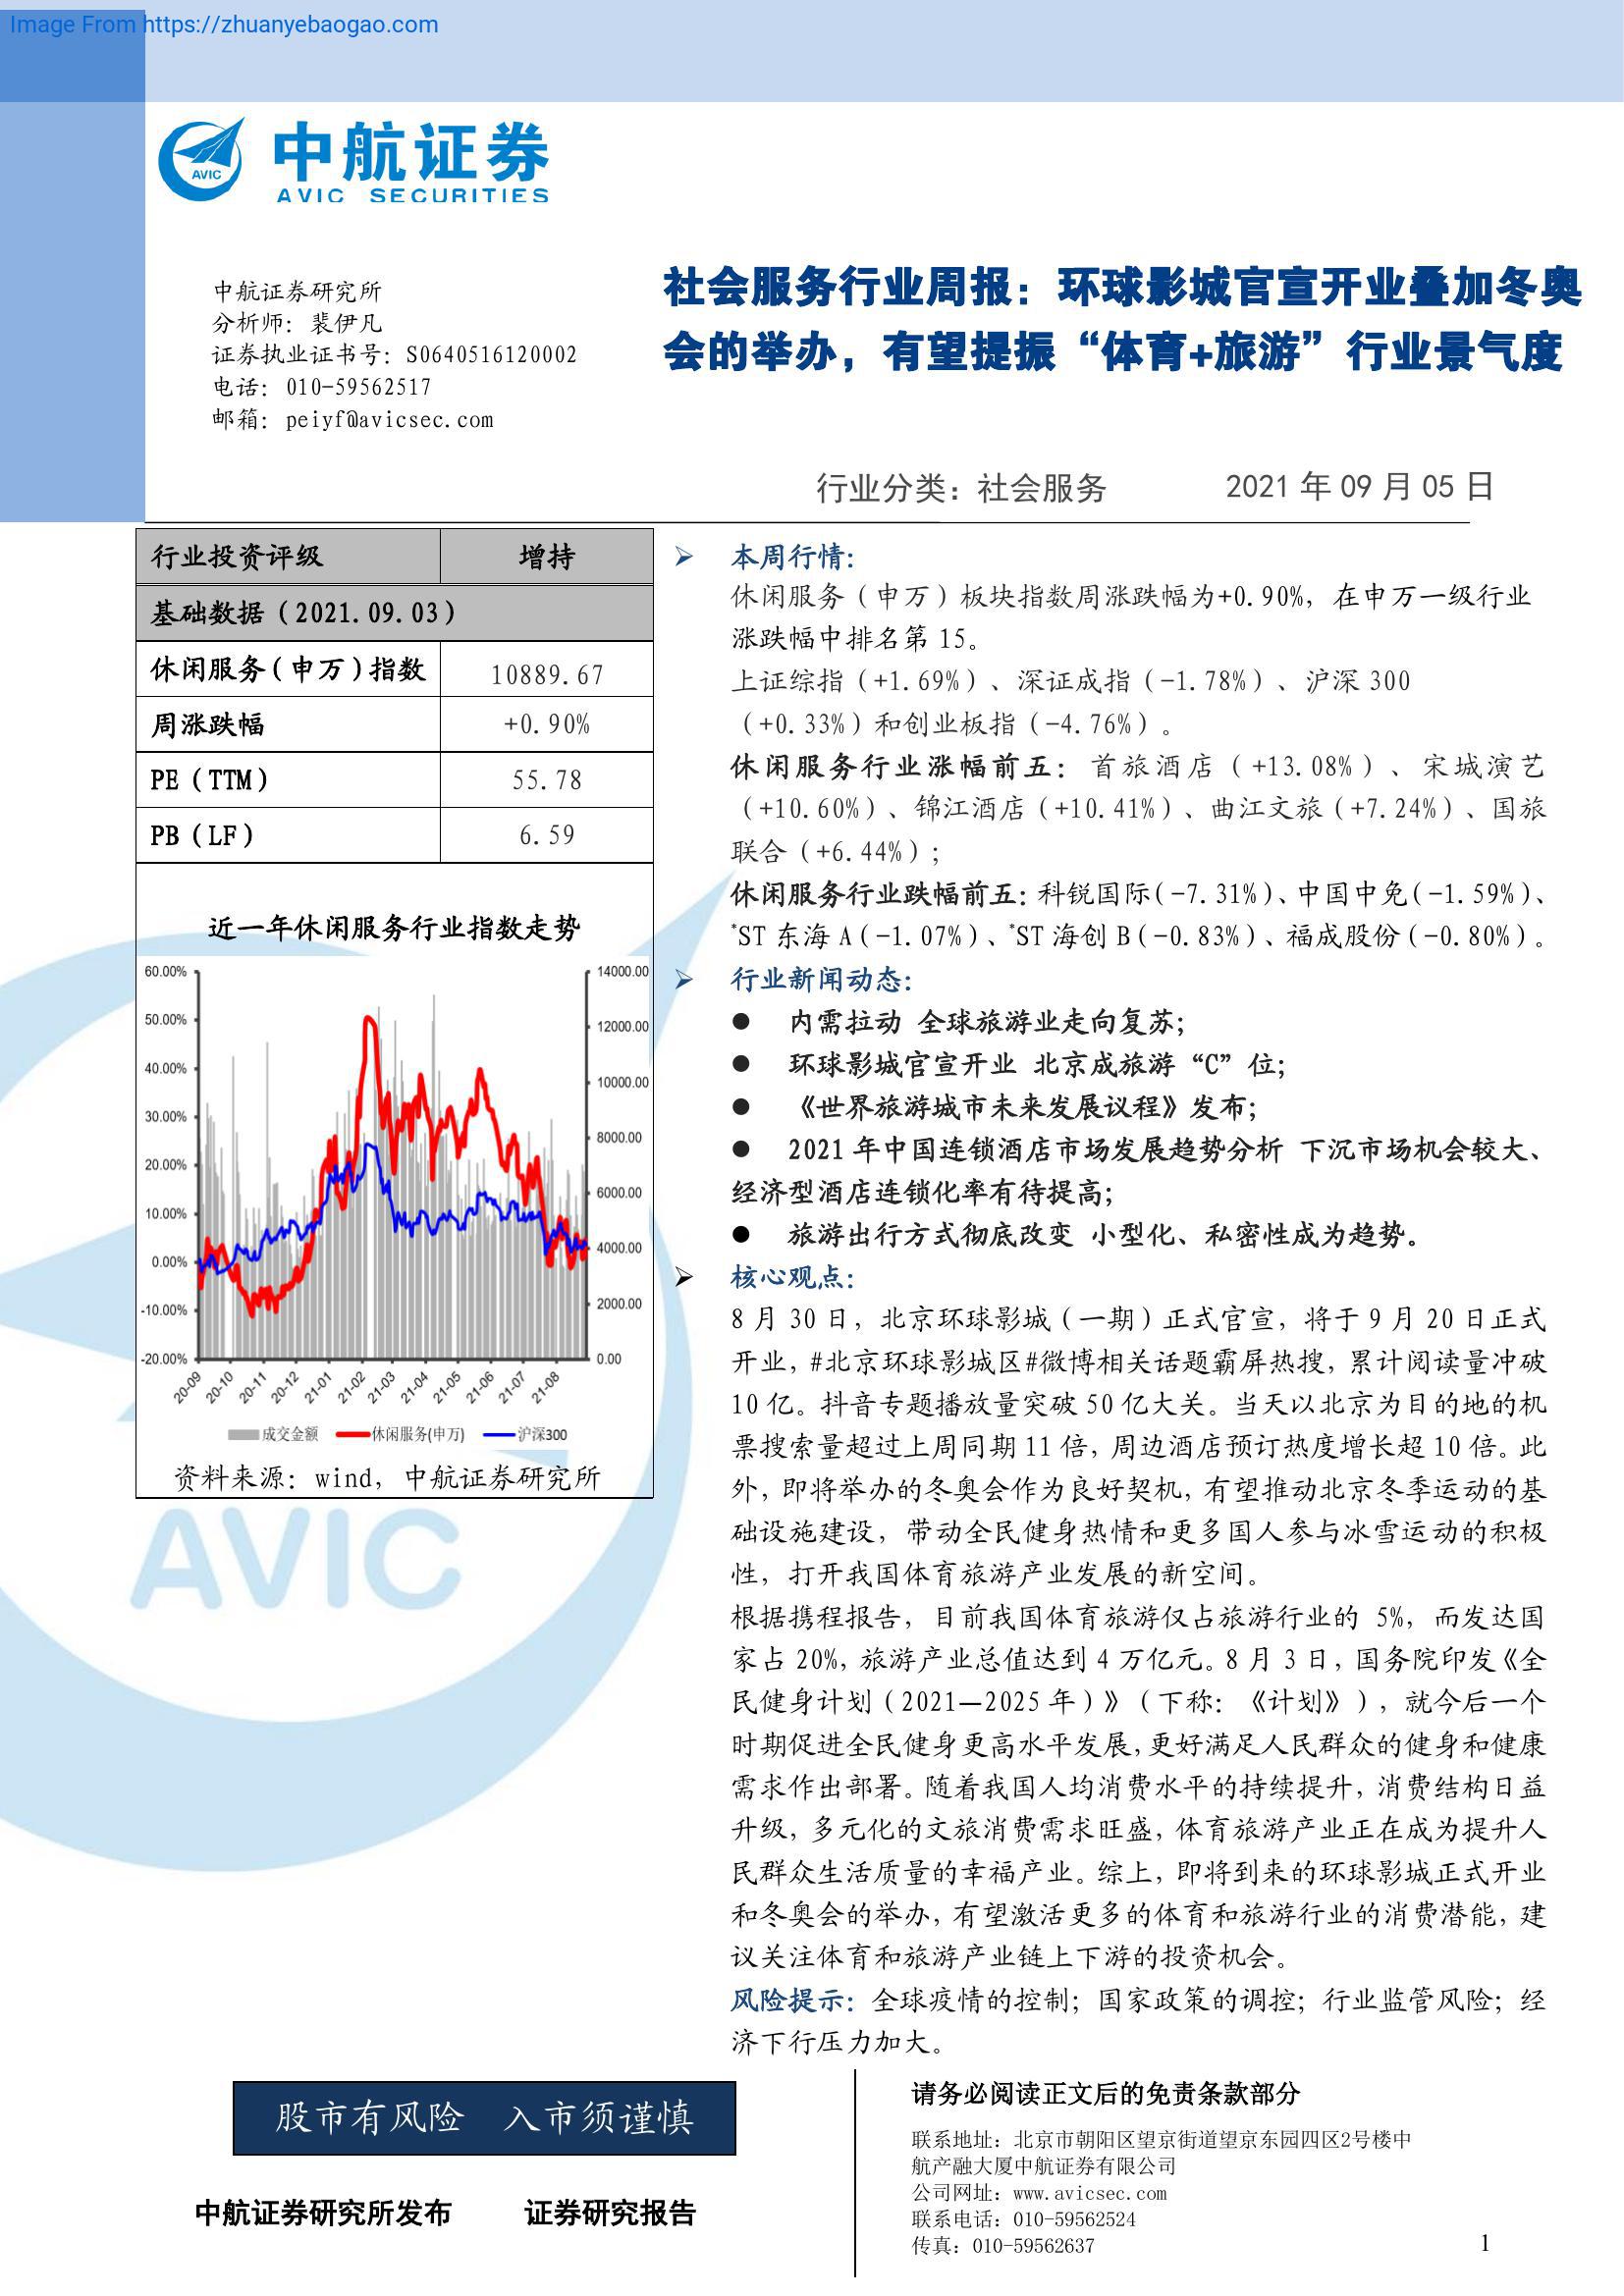 Image From https://zhuanyebaogao.com
AVIC
中航证券
AVIC SECURITIES
中航证券研究所
分析师：裴伊凡
证券执业证书号：S0640516120002
电话：010-59562517
邮箱：peiyf@avicsec.com
社会服务行业周报：环球影城官宣开业叠加冬奥
会的举办，有望提振“体育+旅游”行业景气度
行业分类：社会服务 2021 年 09 月 05 日
行业投资评级 增持
基础数据（2021.09.03）
休闲服务(申万)指数 10889.67
周涨跌幅 +0.90%
PE（TTM） 55.78
PB（LF） 6.59
近一年休闲服务行业指数走势
60.00% 14000.00
50.00% 12000.00
40.00% 10000.00
30.00% 8000.00
20.00% 6000.00
10.00% 4000.00
0.00% 2000.00
-10.00% 0.00
-20.00%
20-09 20-10 20-11 20-12 21-01 21-02 21-03 21-04 21-05 21-06 21-07 21-08
成交金额 休闲服务(申万) 沪深300
资料来源：wind，中航证券研究所
AVIC
本周行情：
休闲服务（申万）板块指数周涨跌幅为+0.90%，在申万一级行业
涨跌幅中排名第 15。
上证综指（+1.69%）、深证成指（-1.78%）、沪深 300
（+0.33%）和创业板指（-4.76%）。
休闲服务行业涨幅前五：首旅酒店（+13.08%）、宋城演艺
（+10.60%）、锦江酒店（+10.41%）、曲江文旅（+7.24%）、国旅
联合（+6.44%）；
休闲服务行业跌幅前五：科锐国际(-7.31%)、中国中免(-1.59%)、
*ST 东海 A(-1.07%)、*ST 海创 B(-0.83%)、福成股份(-0.80%)。
行业新闻动态：
● 内需拉动 全球旅游业走向复苏；
● 环球影城官宣开业 北京成旅游“C”位；
● 《世界旅游城市未来发展议程》发布；
● 2021 年中国连锁酒店市场发展趋势分析 下沉市场机会较大、
经济型酒店连锁化率有待提高；
● 旅游出行方式彻底改变 小型化、私密性成为趋势。
核心观点：
8 月 30 日，北京环球影城（一期）正式官宣，将于 9 月 20 日正式
开业，#北京环球影城区#微博相关话题霸屏热搜，累计阅读量冲破
10 亿。抖音专题播放量突破 50 亿大关。当天以北京为目的地的机
票搜索量超过上周同期 11 倍，周边酒店预订热度增长超 10 倍。此
外，即将举办的冬奥会作为良好契机，有望推动北京冬季运动的基
础设施建设，带动全民健身热情和更多国人参与冰雪运动的积极
性，打开我国体育旅游产业发展的新空间。
根据携程报告，目前我国体育旅游仅占旅游行业的 5%，而发达国
家占 20%，旅游产业总值达到 4 万亿元。8 月 3 日，国务院印发《全
民健身计划（2021—2025 年）》（下称：《计划》），就今后一个
时期促进全民健身更高水平发展，更好满足人民群众的健身和健康
需求作出部署。随着我国人均消费水平的持续提升，消费结构日益
升级，多元化的文旅消费需求旺盛，体育旅游产业正在成为提升人
民群众生活质量的幸福产业。综上，即将到来的环球影城正式开业
和冬奥会的举办，有望激活更多的体育和旅游行业的消费潜能，建
议关注体育和旅游产业链上下游的投资机会。
风险提示：全球疫情的控制；国家政策的调控；行业监管风险；经
济下行压力加大。
股市有风险 入市须谨慎
中航证券研究所发布 证券研究报告
请务必阅读正文后的免责条款部分
联系地址：北京市朝阳区望京街道望京东园四区2号楼中
航产融大厦中航证券有限公司
公司网址：www.avicsec.com
联系电话：010-59562524
传真：010-59562637
1